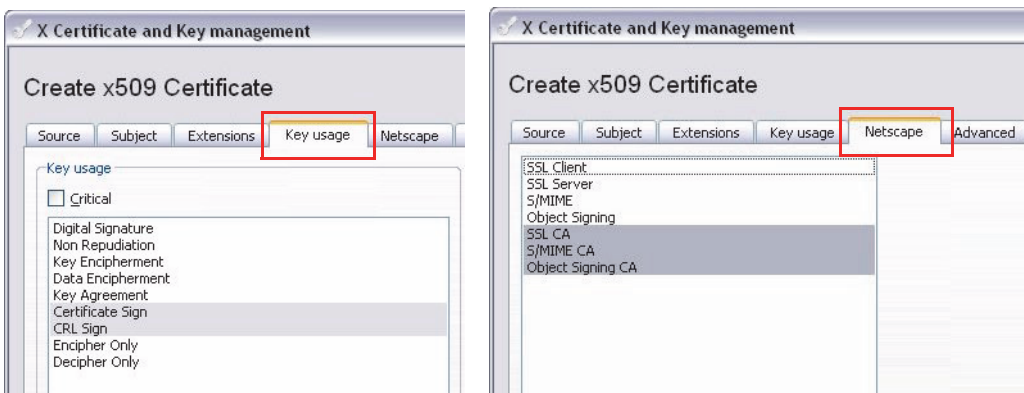 X Certificate and Key management
Create x509 Certificate
Source Subject Extensions Key usage Netscape
Key usage
Critical
Digital Signature
Non Repudiation
Key Encipherment
Data Encipherment
Key Agreement
Certificate Sign
CRL Sign
Encipher Only
Decipher Only
X Certificate and Key management
Create x509 Certificate
Source Subject Extensions Key usage Netscape Advanced
SSL Client
SSL Server
S/MIME
Object Signing
SSL CA
S/MIME CA
Object Signing CA